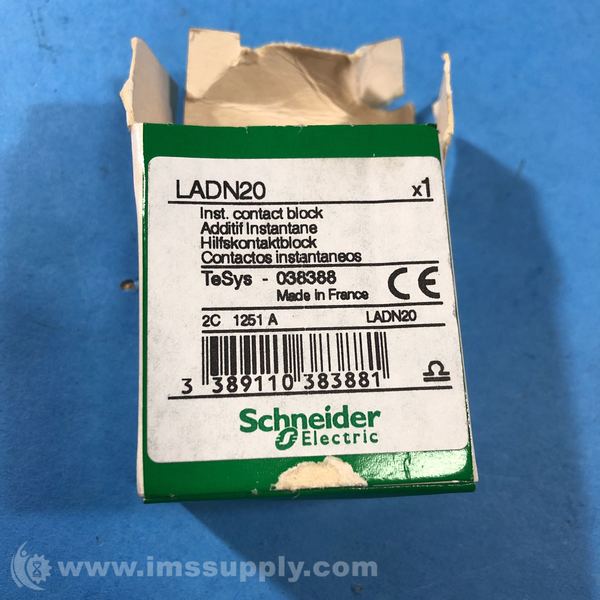 LADN20 x1
Inst. contact block
Additif Instantane
Hilfskontaktblock
Contactos instantaneos
TeSys - 038388
Made in France
CE
2C 1251 A LADN20
3 389110 383881
Schneider
Electric
www.imssupply.com